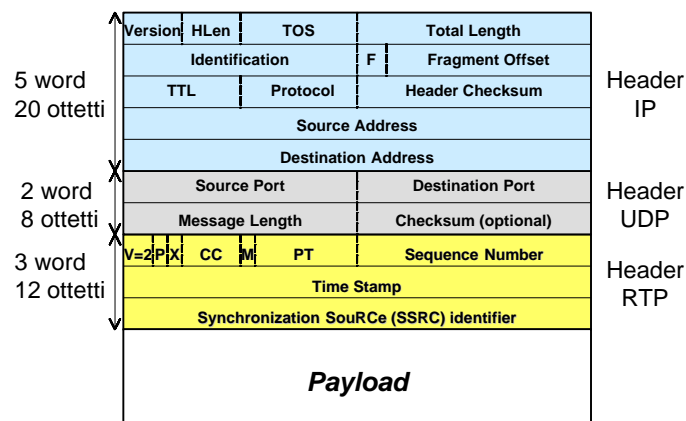 Version HLen TOS Total Length
Identification F Fragment Offset
5 word
20 ottetti
TTL Protocol Header Checksum
Header
IP
Source Address
Destination Address
2 word
8 ottetti
Source Port Destination Port
Header
UDP
Message Length Checksum (optional)
3 word
12 ottetti
V=2 P X CC M PT Sequence Number
Header
RTP
Time Stamp
Synchronization SouRCe (SSRC) identifier
Payload